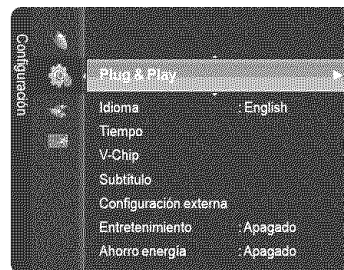 Configuración
Plug & Play
Idioma : English
Tiempo
V-Chip
Subtítulo
Configuración externa
Entretenimiento : Apagado
Ahorro energía : Apagado